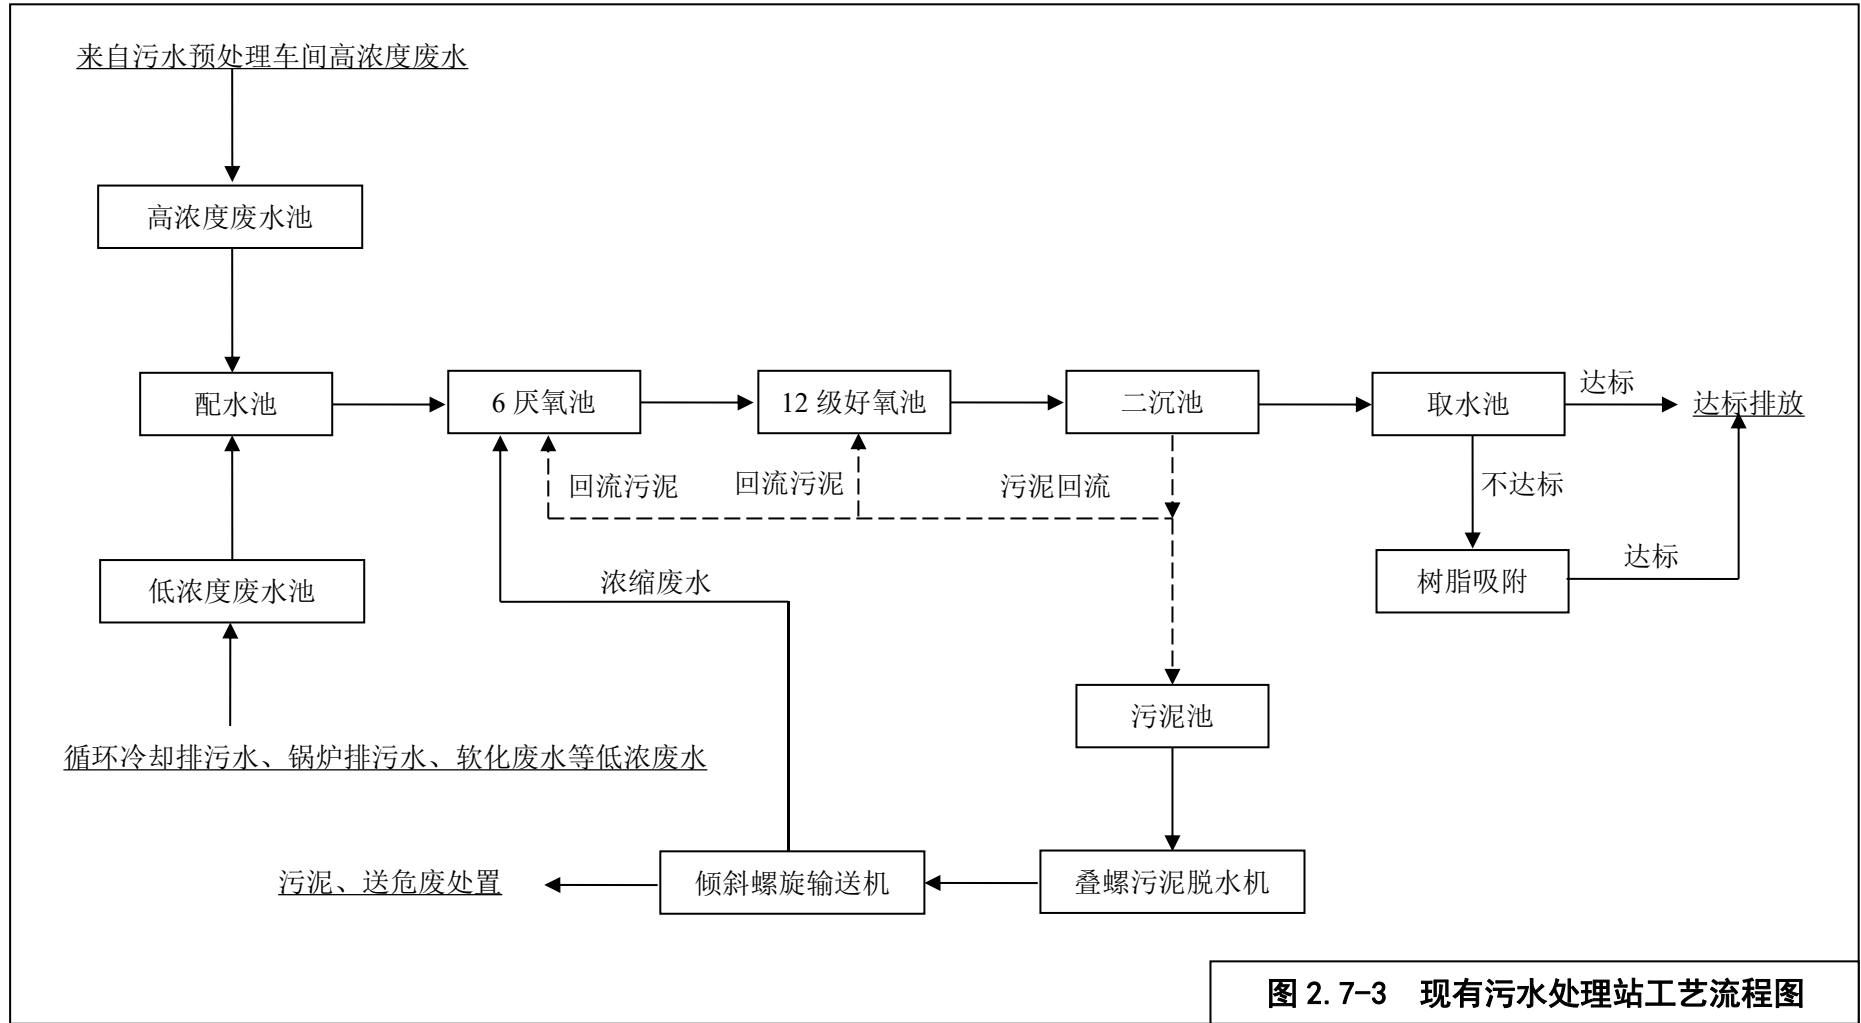 来自污水预处理车间高浓度废水
高浓度废水池
配水池
6 厌氧池
12 级好氧池
二沉池
取水池
达标
达标排放
回流污泥
回流污泥
污泥回流
不达标
低浓度废水池
浓缩废水
树脂吸附
达标
污泥池
循环冷却排污水、锅炉排污水、软化废水等低浓废水
污泥、送危废处置
倾斜螺旋输送机
叠螺污泥脱水机
图 2.7-3 现有污水处理站工艺流程图